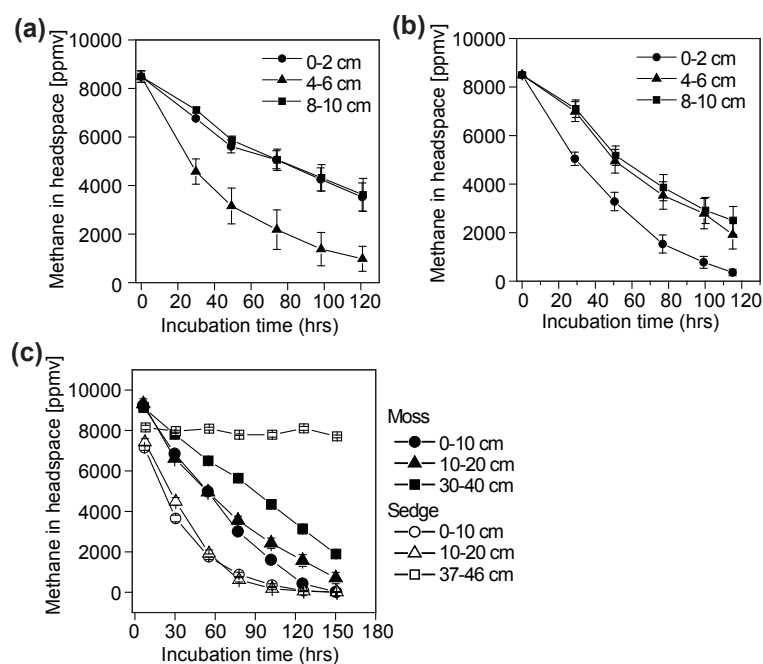 (a)
Methane in headspace [ppmv]
10000
8000
6000
4000
2000
0
0-2 cm
4-6 cm
8-10 cm
0 20 40 60 80 100 120
Incubation time (hrs)
(b)
Methane in headspace [ppmv]
10000
8000
6000
4000
2000
0
0-2 cm
4-6 cm
8-10 cm
0 20 40 60 80 100 120
Incubation time (hrs)
(c)
Methane in headspace [ppmv]
10000
8000
6000
4000
2000
0
0 30 60 90 120 150 180
Incubation time (hrs)
Moss
0-10 cm
10-20 cm
30-40 cm
Sedge
0-10 cm
10-20 cm
37-46 cm